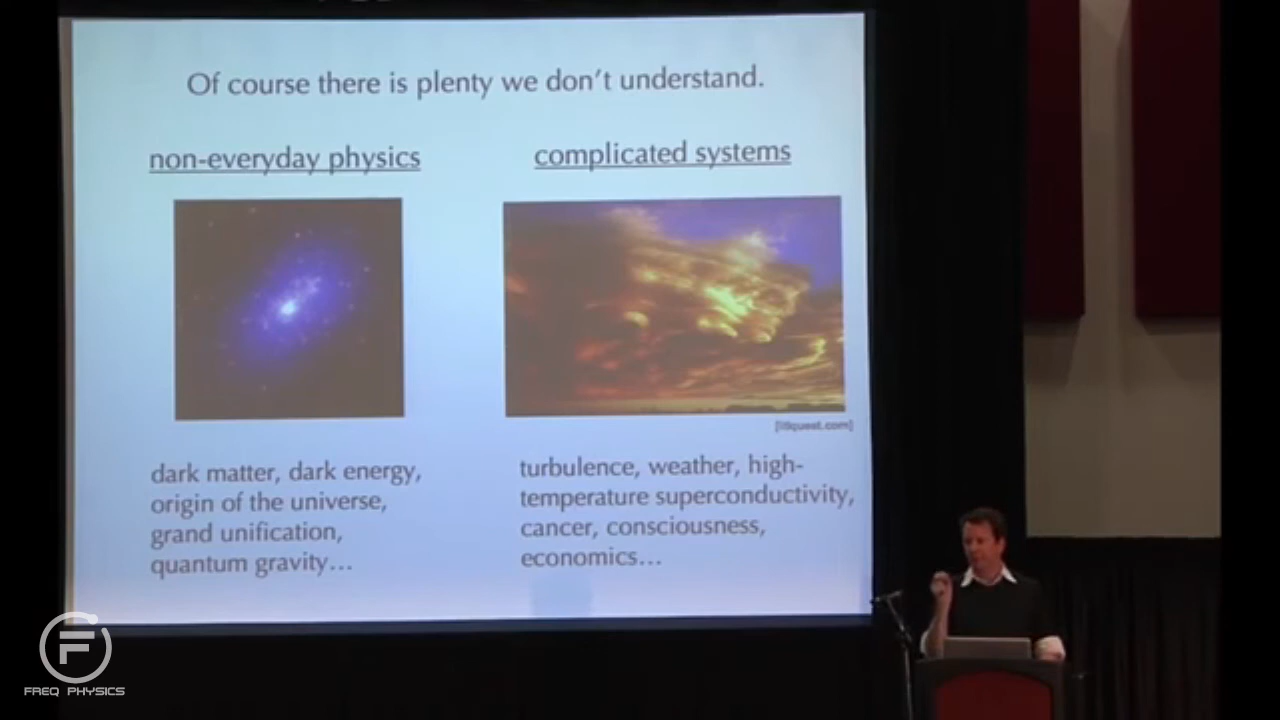 Of course there is plenty we don't understand.
non-everyday physics
complicated systems
[litquest.com]
dark matter, dark energy,
origin of the universe,
grand unification,
quantum gravity...
turbulence, weather, high-
temperature superconductivity,
cancer, consciousness,
economics...
F
FREQ PHYSICS